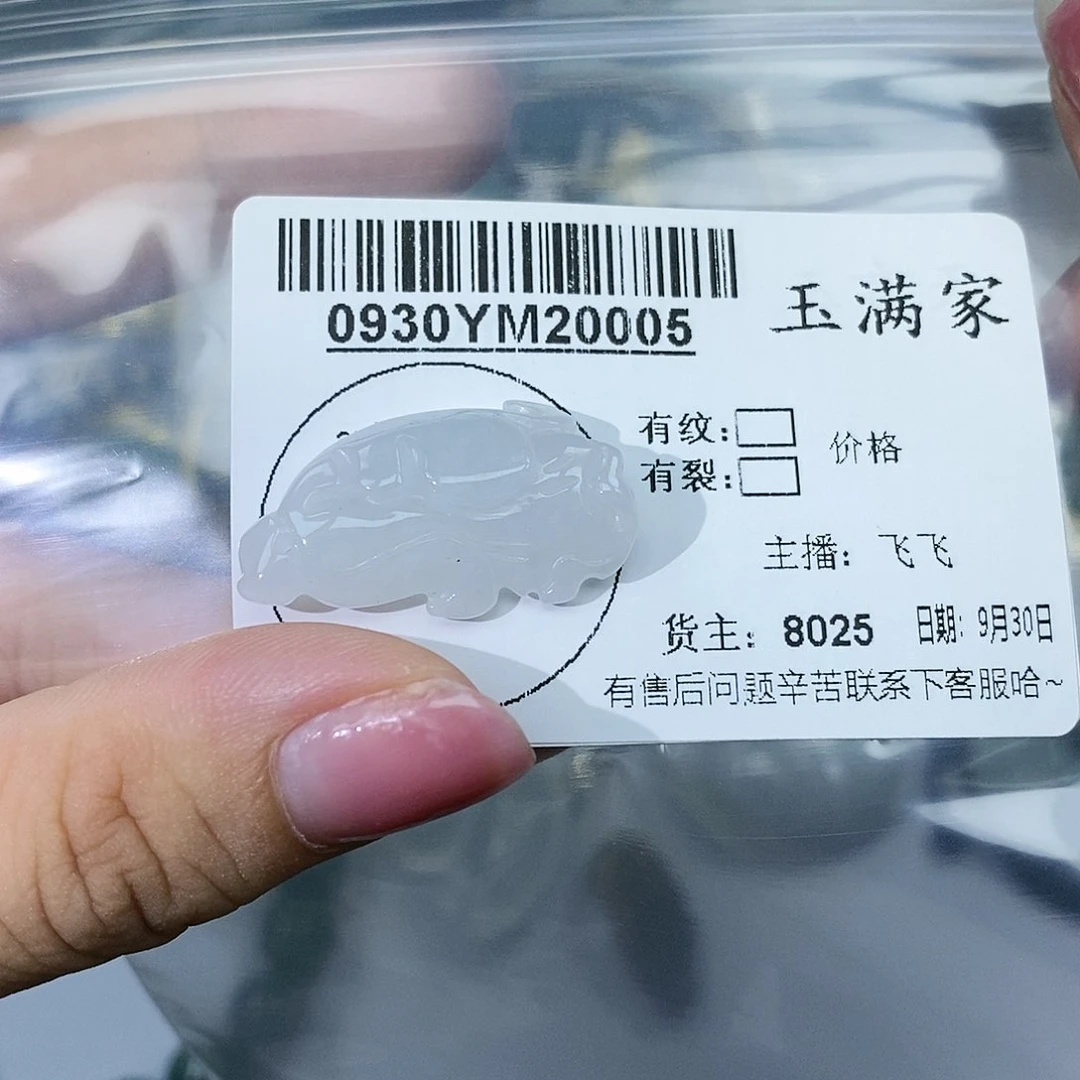 0930YM20005
玉满家
有纹：
有裂：
价格
主播：飞飞
货主：8025 日期：9月30日
有售后问题辛苦联系下客服哈~